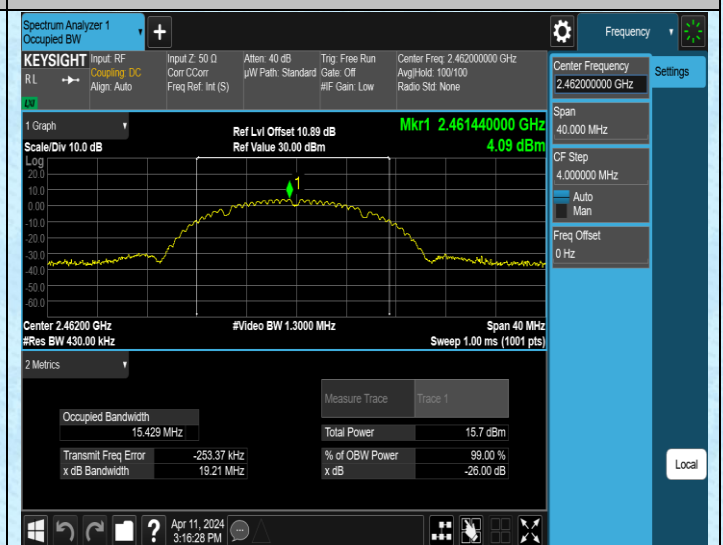 Spectrum Analyzer 1
Occupied BW
+
Frequency
KEYSIGHT
RL
LXI
Input: RF
Coupling: DC
Align: Auto
Input Z: 50 Ω
Corr CCorr
Freq Ref: Int (S)
Atten: 40 dB
µW Path: Standard
Trig: Free Run
Gate: Off
#IF Gain: Low
Center Freq: 2.462000000 GHz
Avg|Hold: 100/100
Radio Std: None
Center Frequency
2.462000000 GHz
Settings
Span
40.000 MHz
CF Step
4.000000 MHz
Auto
Man
Freq Offset
0 Hz
1 Graph
Scale/Div 10.0 dB
Ref Lvl Offset 10.89 dB
Ref Value 30.00 dBm
Mkr1 2.461440000 GHz
4.09 dBm
Log
20.0
10.0
0.00
-10.0
-20.0
-30.0
-40.0
-50.0
-60.0
1
Center 2.46200 GHz
#Res BW 430.00 kHz
#Video BW 1.3000 MHz
Span 40 MHz
Sweep 1.00 ms (1001 pts)
2 Metrics
Measure Trace
Trace 1
Occupied Bandwidth
15.429 MHz
Total Power
15.7 dBm
Transmit Freq Error
-253.37 kHz
% of OBW Power
99.00 %
x dB Bandwidth
19.21 MHz
x dB
-26.00 dB
Local
?
Apr 11, 2024
3:16:28 PM